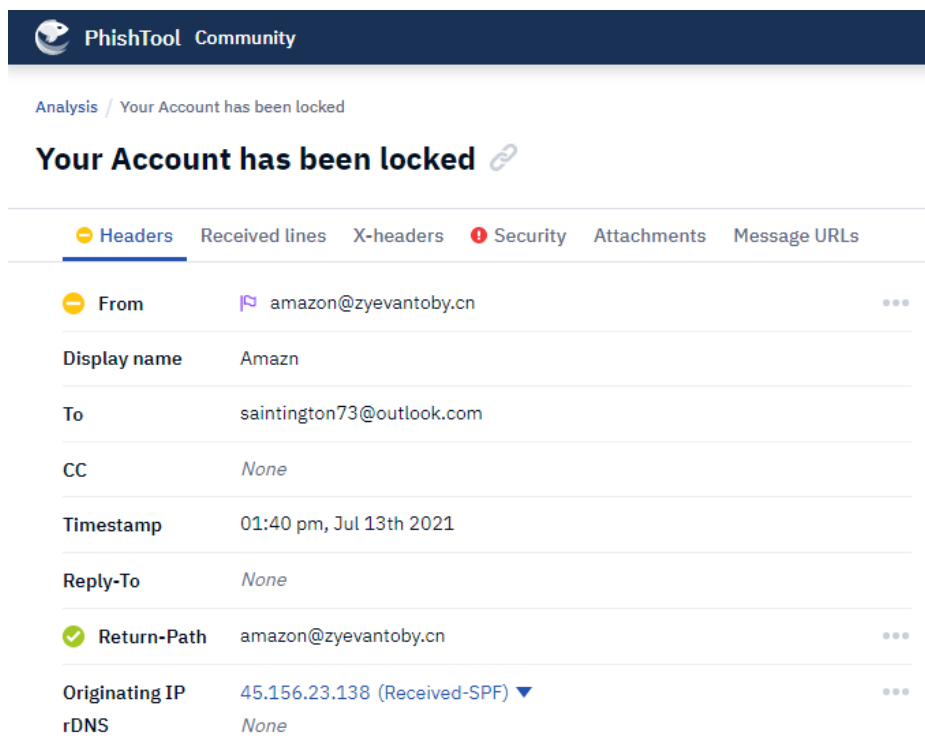 PhishTool Community
Analysis / Your Account has been locked
Your Account has been locked
Headers Received lines X-headers Security Attachments Message URLs
From amazon@zyevantoby.cn
Display name Amazn
To saintington73@outlook.com
CC None
Timestamp 01:40 pm, Jul 13th 2021
Reply-To None
Return-Path amazon@zyevantoby.cn
Originating IP 45.156.23.138 (Received-SPF)
rDNS None